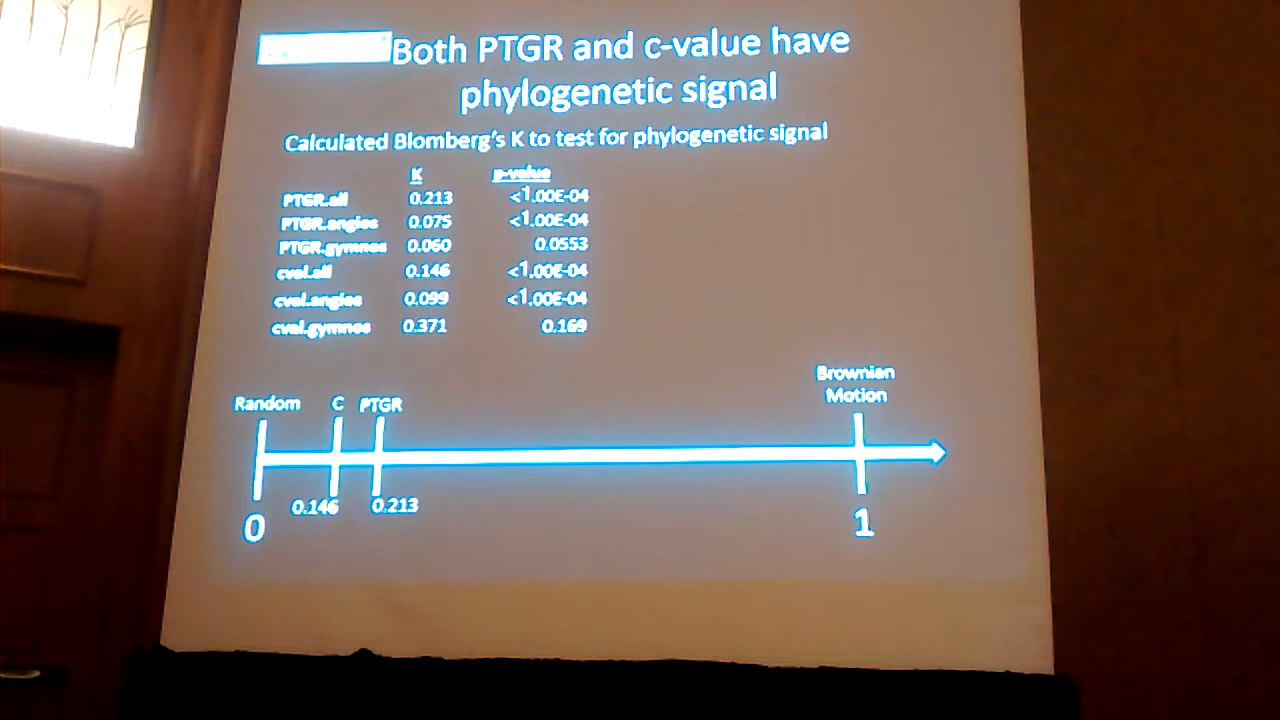 Both PTGR and c-value have
phylogenetic signal
Calculated Blomberg's K to test for phylogenetic signal
K p-value
PTGR.all 0.213 <1.00E-04
PTGR.angios 0.075 <1.00E-04
PTGR.gymnos 0.060 0.0553
cval.all 0.146 <1.00E-04
cval.angios 0.099 <1.00E-04
cval.gymnos 0.371 0.169
Brownian
Motion
Random C PTGR
0.146 0.213
0 1